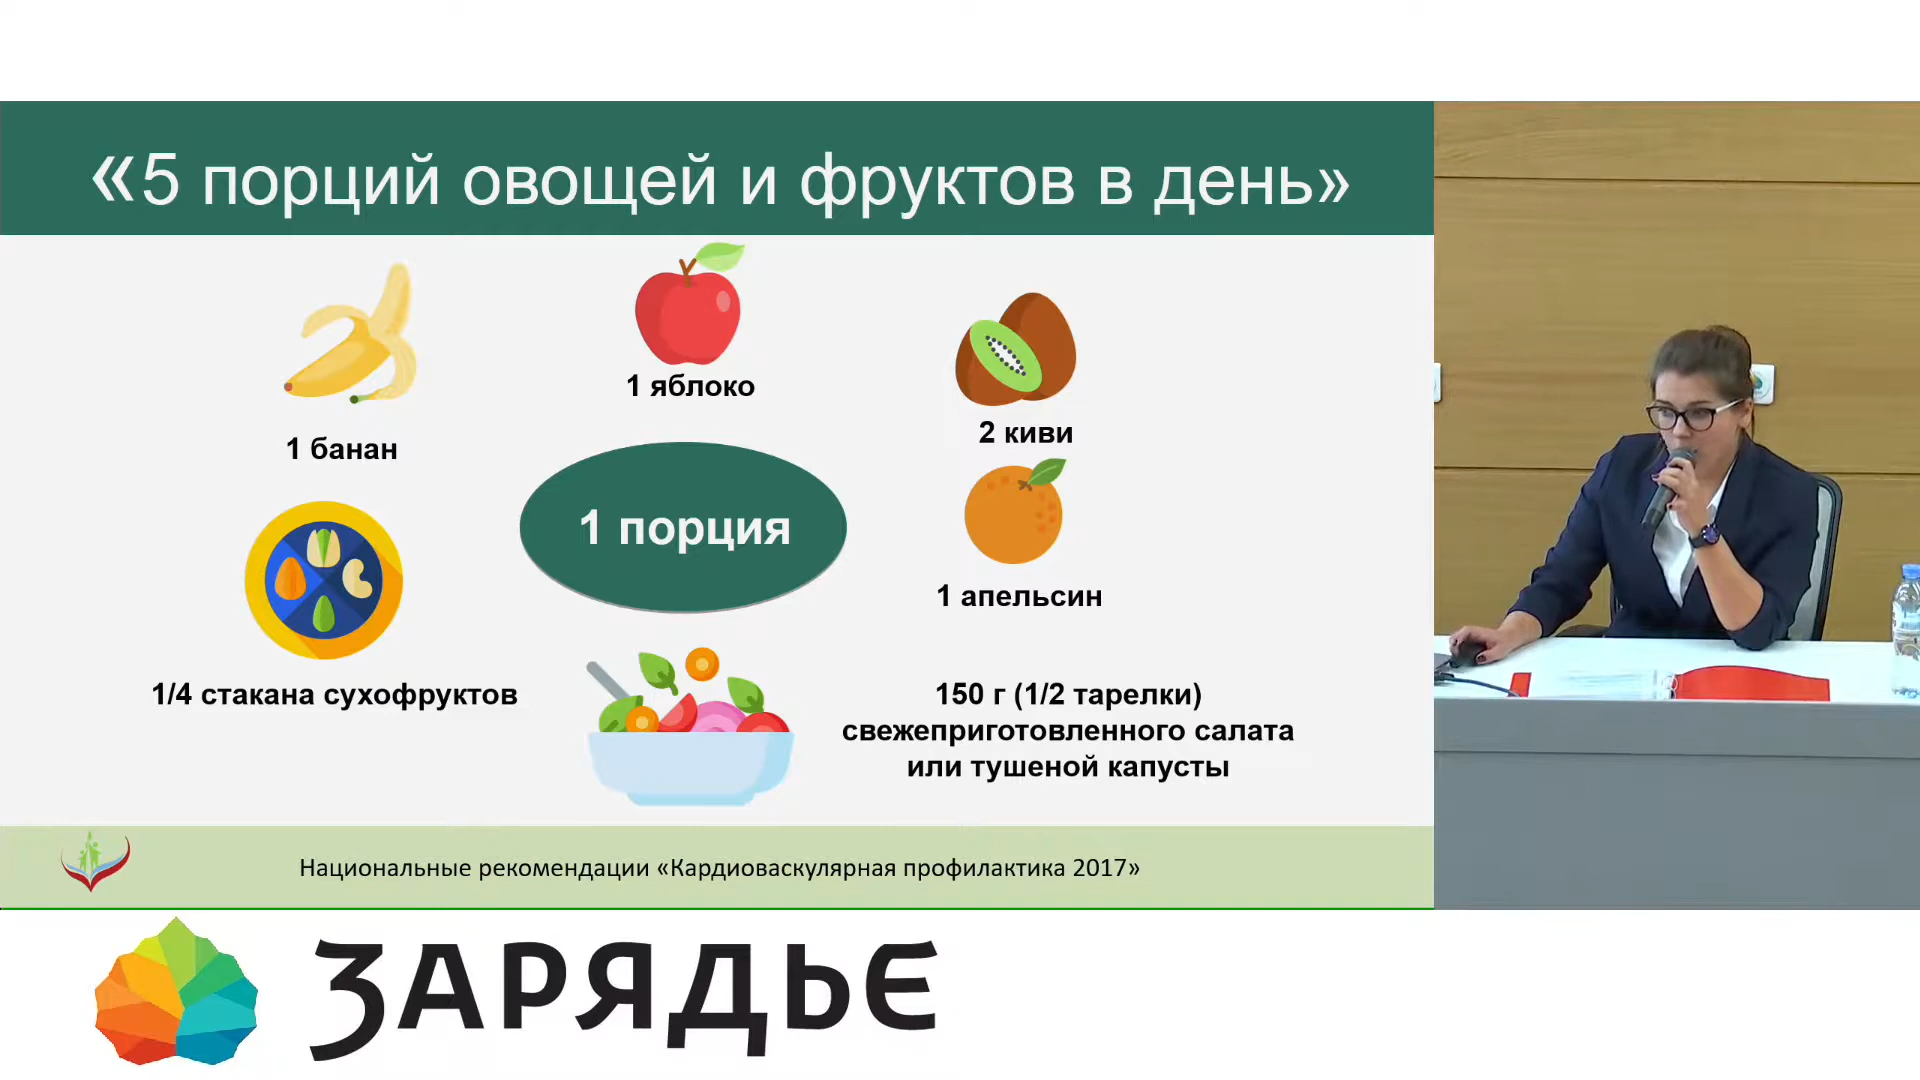 «5 порций овощей и фруктов в день»
1 банан
1 яблоко
2 киви
1 порция
1 апельсин
1/4 стакана сухофруктов
150 г (1/2 тарелки)
свежеприготовленного салата
или тушеной капусты
Национальные рекомендации «Кардиоваскулярная профилактика 2017»
ЗАРЯДЬЕ